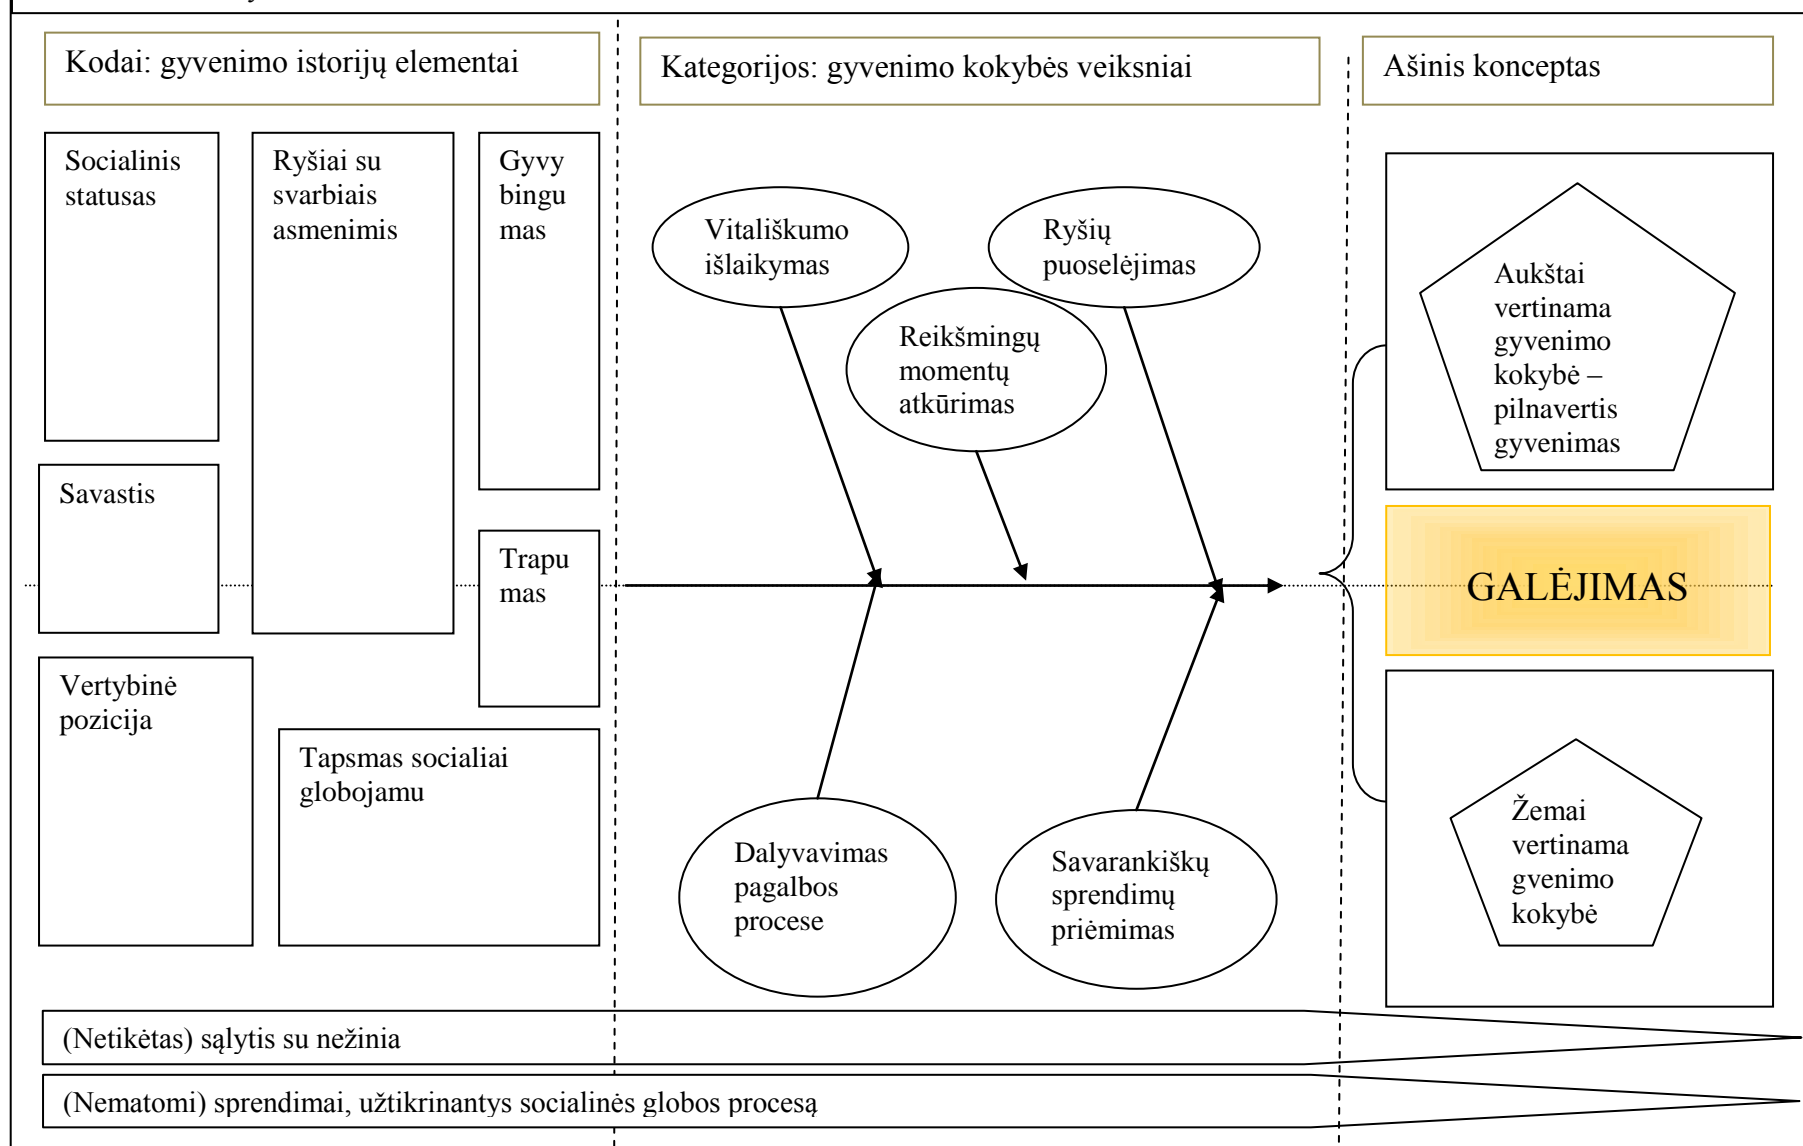 Kodai: gyvenimo istorijų elementai
Kategorijos: gyvenimo kokybės veiksniai
Ašinis konceptas
Socialinis
statusas
Ryšiai su
svarbiais
asmenimis
Gyvy
bingu
mas
Savastis
Trapu
mas
Vertybinė
pozicija
Tapsmas socialiai
globojamu
Vitališkumo
išlaikymas
Ryšių
puoselėjimas
Reikšmingų
momentų
atkūrimas
Dalyvavimas
pagalbos
procese
Savarankiškų
sprendimų
priėmimas
Aukštai
vertinama
gyvenimo
kokybė –
pilnavertis
gyvenimas
GALĖJIMAS
Žemai
vertinama
gvenimo
kokybė
(Netikėtas) sąlytis su nežinia
(Nematomi) sprendimai, užtikrinantys socialinės globos procesą